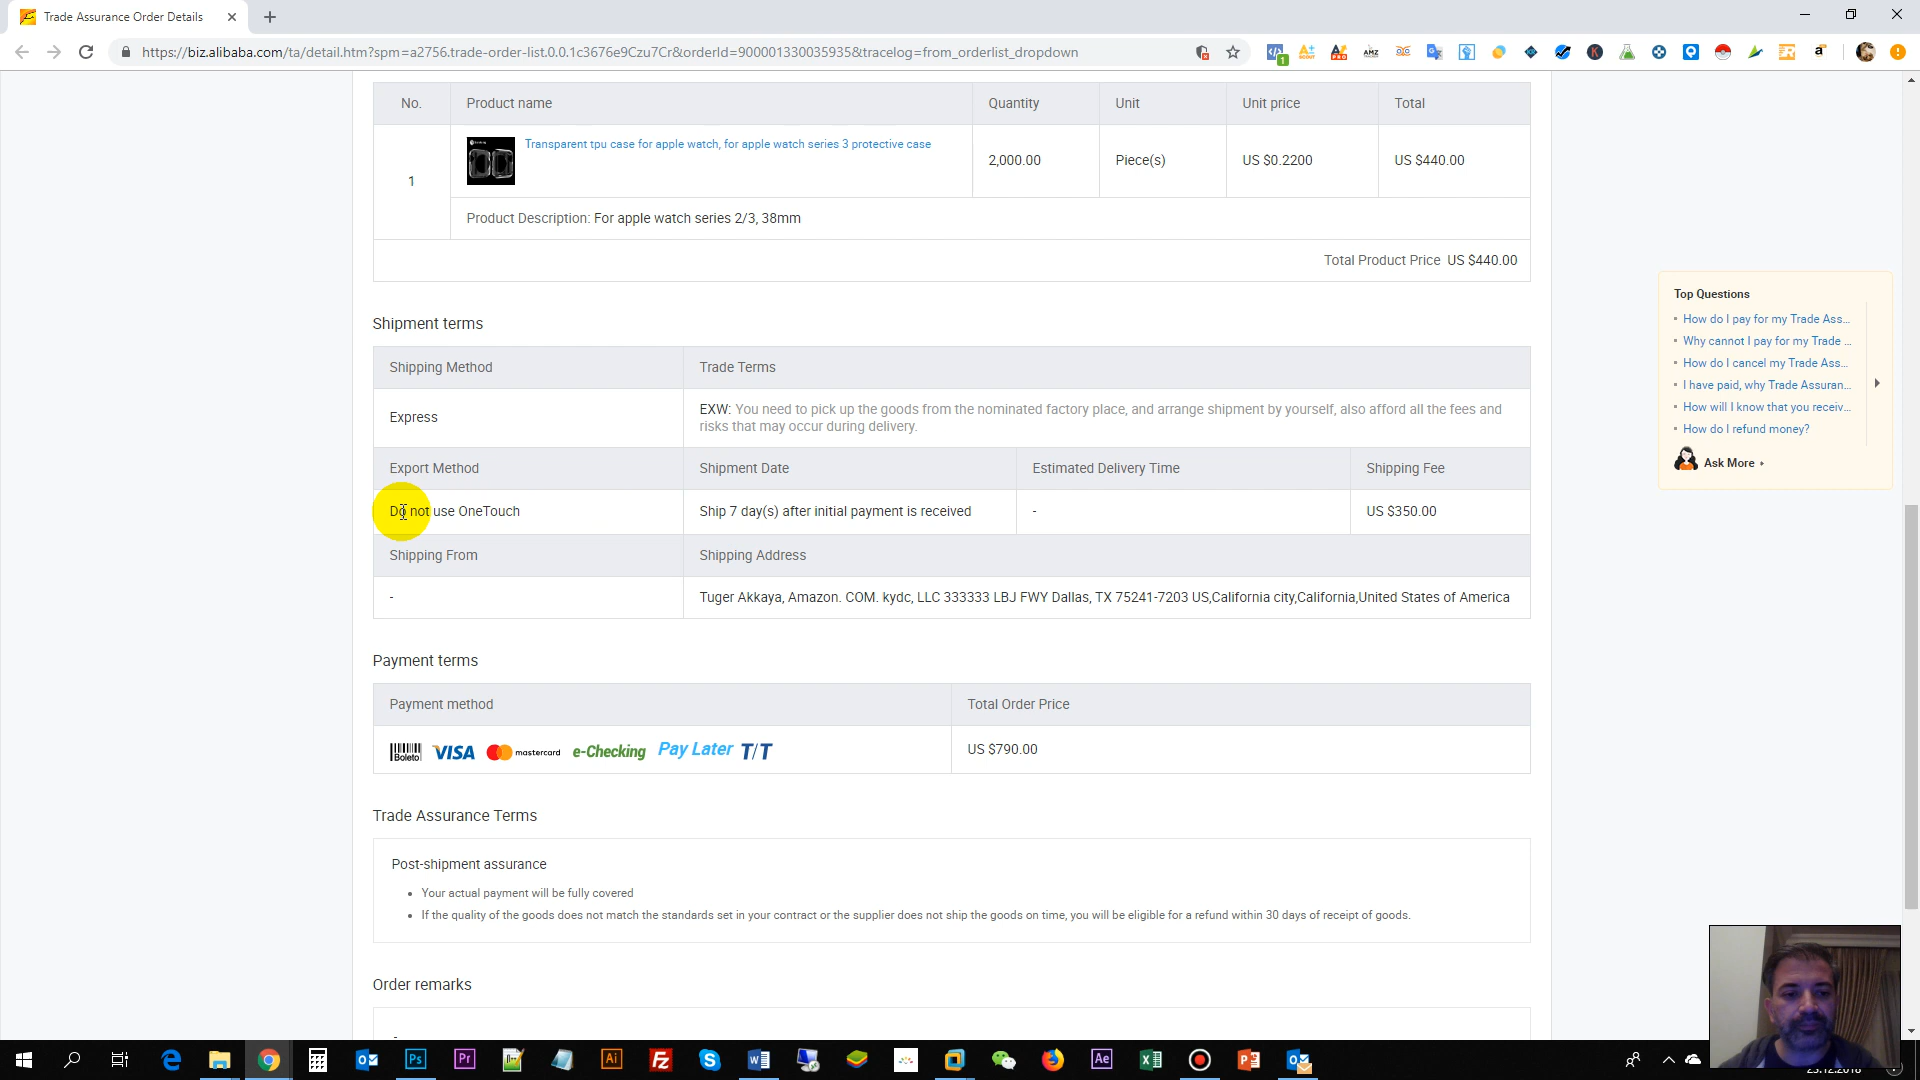 Trade Assurance Order Details
https://biz.alibaba.com/ta/detail.htm?spm=a2756.trade-order-list.0.0.1c3676e9Czu7Cr&orderId=900001330035935&tracelog=from_orderlist_dropdown
No. Product name Quantity Unit Unit price Total
1 Transparent tpu case for apple watch, for apple watch series 3 protective case 2,000.00 Piece(s) US $0.2200 US $440.00
Product Description: For apple watch series 2/3, 38mm
Total Product Price US $440.00
Shipment terms
Shipping Method Trade Terms
Express EXW: You need to pick up the goods from the nominated factory place, and arrange shipment by yourself, also afford all the fees and
risks that may occur during delivery.
Export Method Shipment Date Estimated Delivery Time Shipping Fee
Do not use OneTouch Ship 7 day(s) after initial payment is received - US $350.00
Shipping From Shipping Address
- Tuger Akkaya, Amazon. COM. kydc, LLC 333333 LBJ FWY Dallas, TX 75241-7203 US,California city,California,United States of America
Payment terms
Payment method Total Order Price
Boleto VISA mastercard e-Checking Pay Later T/T US $790.00
Trade Assurance Terms
Post-shipment assurance
• Your actual payment will be fully covered
• If the quality of the goods does not match the standards set in your contract or the supplier does not ship the goods on time, you will be eligible for a refund within 30 days of receipt of goods.
Order remarks
-
Top Questions
How do I pay for my Trade Ass...
Why cannot I pay for my Trade ...
How do I cancel my Trade Ass...
I have paid, why Trade Assuran...
How will I know that you receiv...
How do I refund money?
Ask More